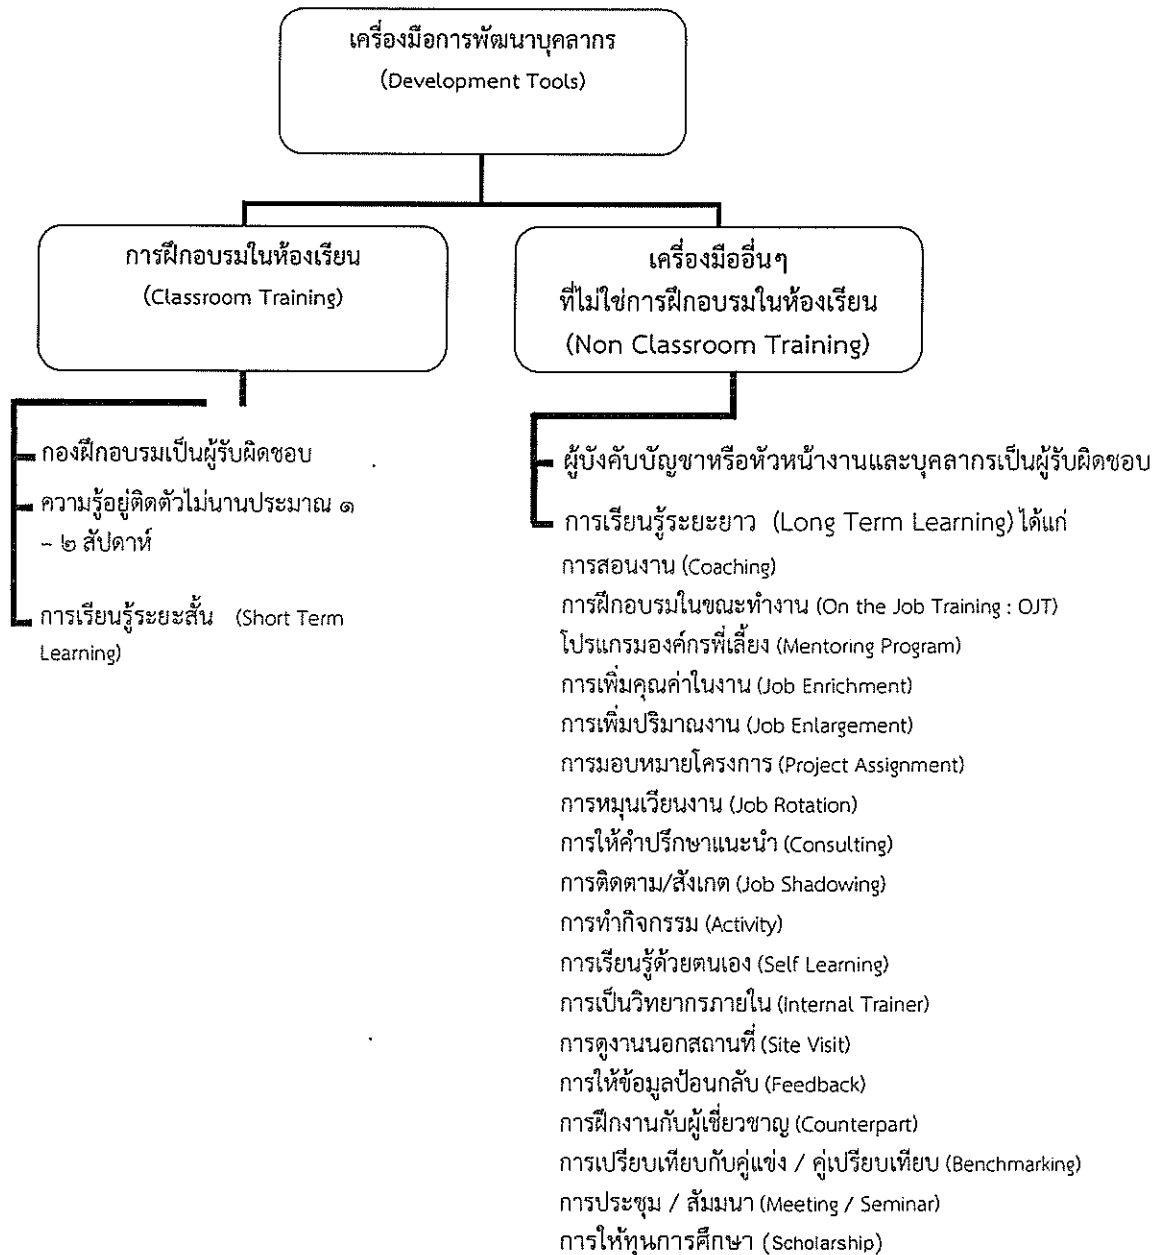 เครื่องมือการพัฒนาบุคลากร
(Development Tools)
การฝึกอบรมในห้องเรียน
(Classroom Training)
เครื่องมืออื่นๆ
ที่ไม่ใช่การฝึกอบรมในห้องเรียน
(Non Classroom Training)
กองฝึกอบรมเป็นผู้รับผิดชอบ
ความรู้อยู่ติดตัวไม่นานประมาณ ๑
– ๒ สัปดาห์
การเรียนรู้ระยะสั้น (Short Term
Learning)
ผู้บังคับบัญชาหรือหัวหน้างานและบุคลากรเป็นผู้รับผิดชอบ
การเรียนรู้ระยะยาว (Long Term Learning) ได้แก่
การสอนงาน (Coaching)
การฝึกอบรมในขณะทำงาน (On the Job Training : OJT)
โปรแกรมองค์กรพี่เลี้ยง (Mentoring Program)
การเพิ่มคุณค่าในงาน (Job Enrichment)
การเพิ่มปริมาณงาน (Job Enlargement)
การมอบหมายโครงการ (Project Assignment)
การหมุนเวียนงาน (Job Rotation)
การให้คำปรึกษาแนะนำ (Consulting)
การติดตาม/สังเกต (Job Shadowing)
การทำกิจกรรม (Activity)
การเรียนรู้ด้วยตนเอง (Self Learning)
การเป็นวิทยากรภายใน (Internal Trainer)
การดูงานนอกสถานที่ (Site Visit)
การให้ข้อมูลป้อนกลับ (Feedback)
การฝึกงานกับผู้เชี่ยวชาญ (Counterpart)
การเปรียบเทียบกับคู่แข่ง / คู่เปรียบเทียบ (Benchmarking)
การประชุม / สัมมนา (Meeting / Seminar)
การให้ทุนการศึกษา (Scholarship)